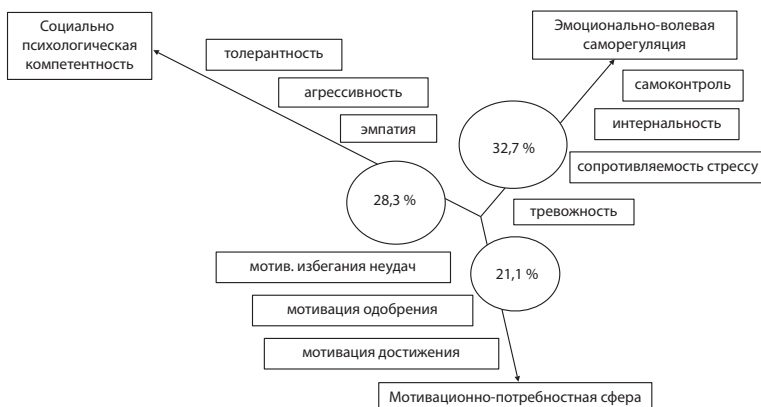 Социально
психологическая
компетентность
толерантность
агрессивность
эмпатия
Эмоционально-волевая
саморегуляция
самоконтроль
интернальность
сопротивляемость стрессу
тревожность
32,7 %
28,3 %
21,1 %
мотив. избегания неудач
мотивация одобрения
мотивация достижения
Мотивационно-потребностная сфера